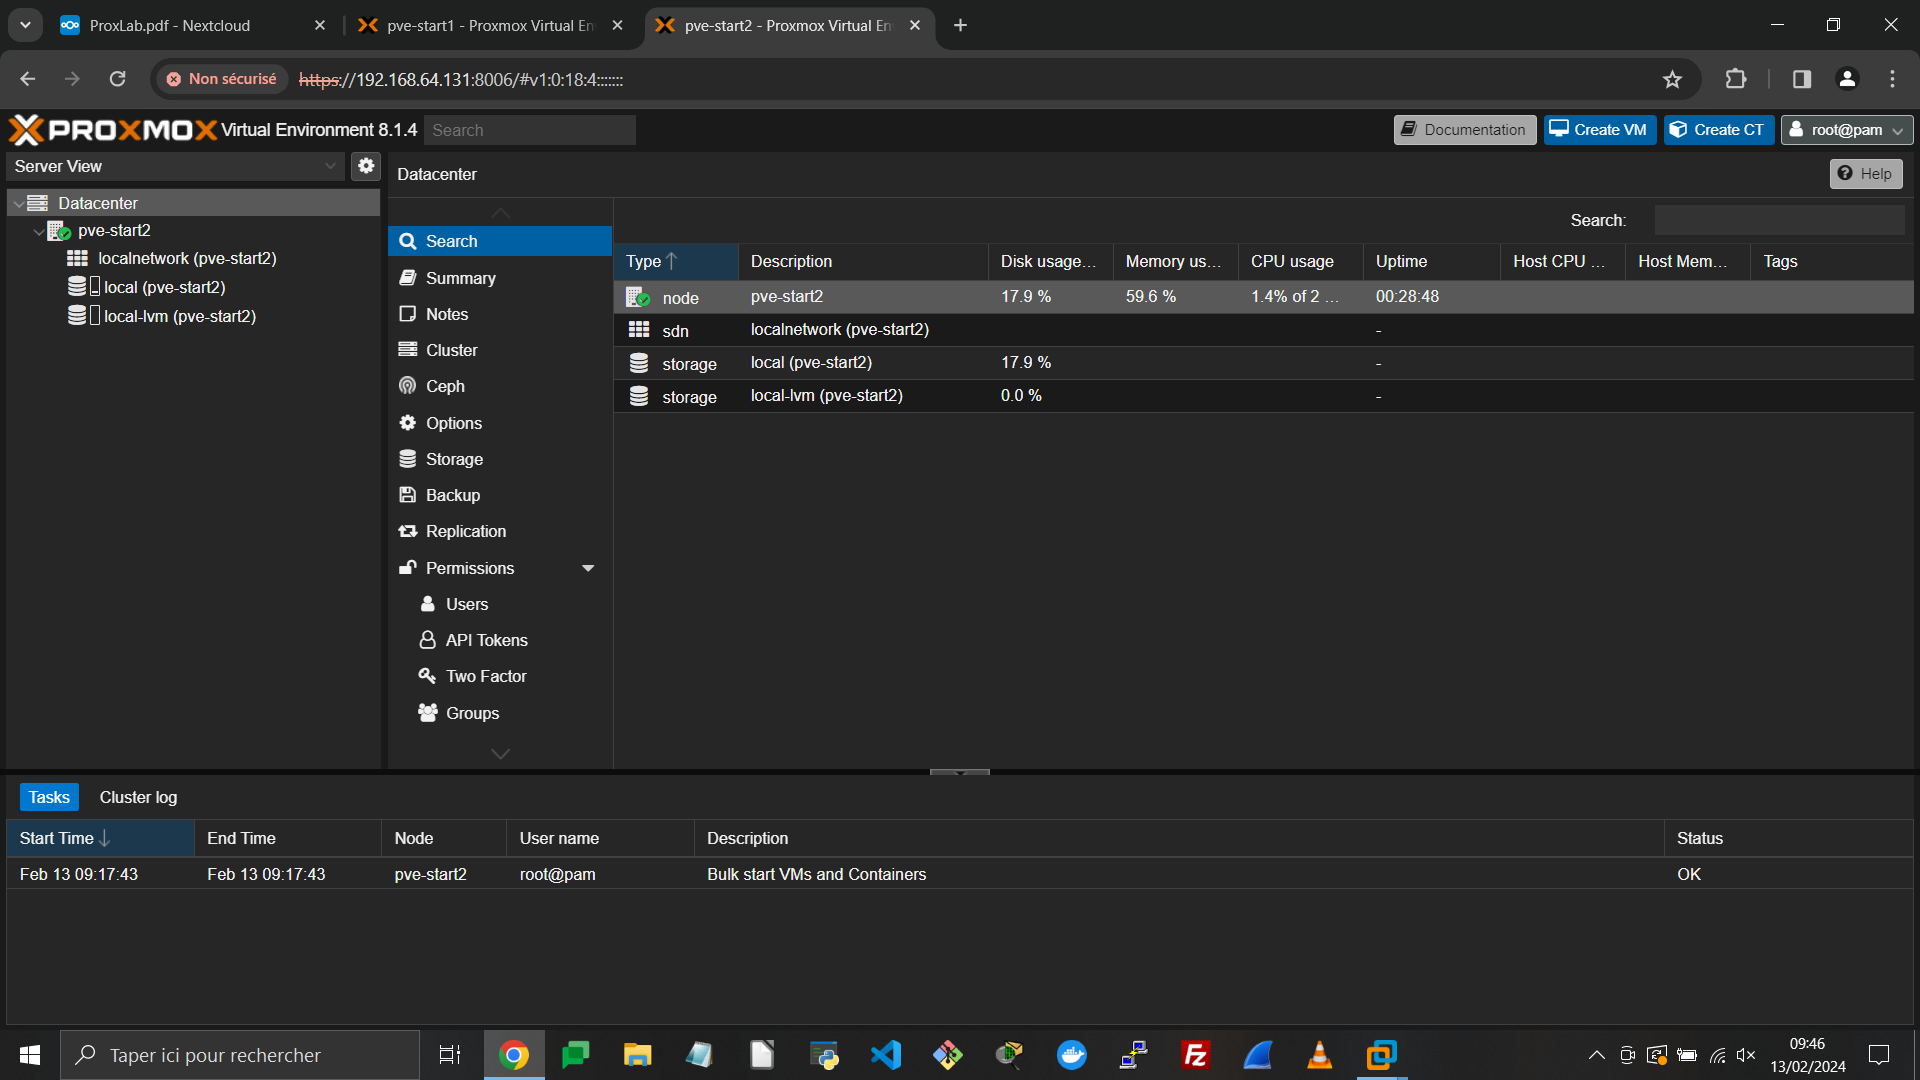 ProxLab.pdf - Nextcloud
pve-start1 - Proxmox Virtual En
pve-start2 - Proxmox Virtual En
Non sécurisé
https://192.168.64.131:8006/#v1:0:18:4:::::::
PROXMOX Virtual Environment 8.1.4
Search
Documentation
Create VM
Create CT
root@pam
Server View
Datacenter
Help
Datacenter
pve-start2
localnetwork (pve-start2)
local (pve-start2)
local-lvm (pve-start2)
Search
Summary
Notes
Cluster
Ceph
Options
Storage
Backup
Replication
Permissions
Users
API Tokens
Two Factor
Groups
Search:
Type Description Disk usage... Memory us... CPU usage Uptime Host CPU ... Host Mem... Tags
node pve-start2 17.9 % 59.6 % 1.4% of 2 ... 00:28:48
sdn localnetwork (pve-start2) -
storage local (pve-start2) 17.9 % -
storage local-lvm (pve-start2) 0.0 % -
Tasks
Cluster log
Start Time End Time Node User name Description Status
Feb 13 09:17:43 Feb 13 09:17:43 pve-start2 root@pam Bulk start VMs and Containers OK
Taper ici pour rechercher
09:46
13/02/2024